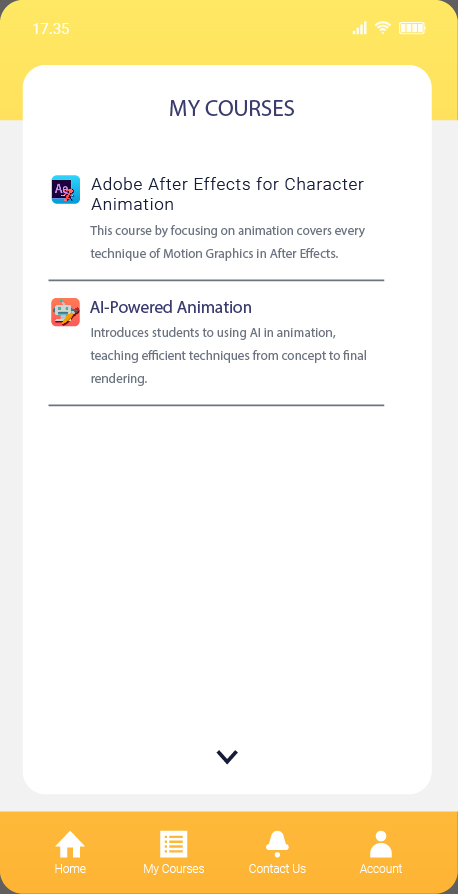 17.35
MY COURSES
Ae
Adobe After Effects for Character
Animation
This course by focusing on animation covers every
technique of Motion Graphics in After Effects.
AI-Powered Animation
Introduces students to using AI in animation,
teaching efficient techniques from concept to final
rendering.
Home
My Courses
Contact Us
Account